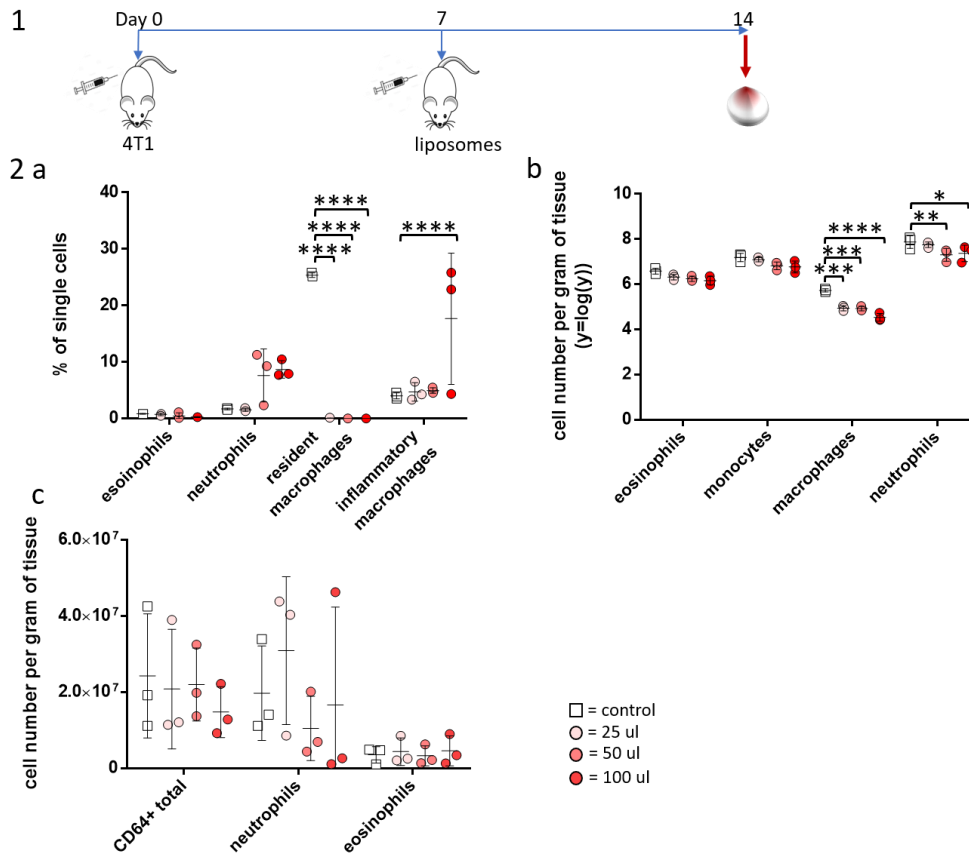 1
Day 0 7 14
4T1 liposomes
2 a
% of single cells
40
30
20
10
0
****
****
****
****
esoinophils
neutrophils
resident
macrophages
inflammatory
macrophages
b
cell number per gram of tissue
(y=log(y))
10
8
6
4
2
0
****
***
***
*
**
eosinophils
monocytes
macrophages
neutrophils
c
cell number per gram of tissue
6.0×10⁷
4.0×10⁷
2.0×10⁷
0
CD64+ total
neutrophils
eosinophils
= control
= 25 ul
= 50 ul
= 100 ul